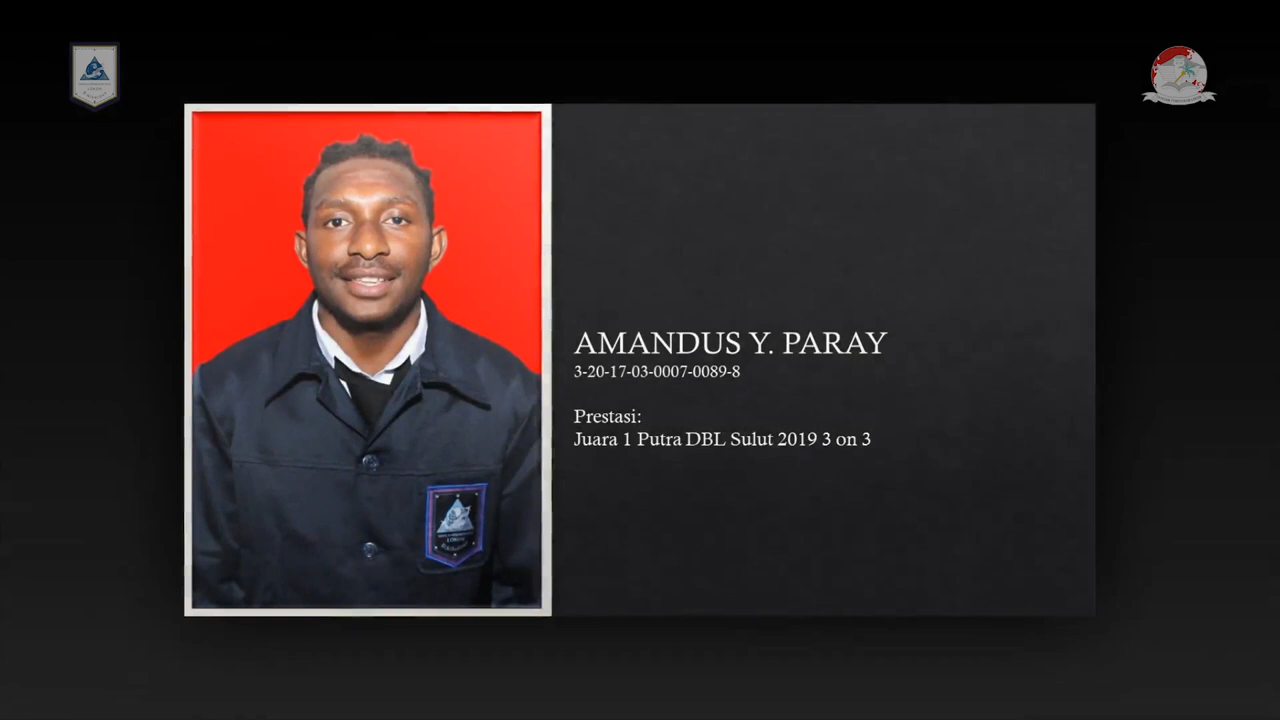 AMANDUS Y. PARAY
3-20-17-03-0007-0089-8
Prestasi:
Juara 1 Putra DBL Sulut 2019 3 on 3
LOKON